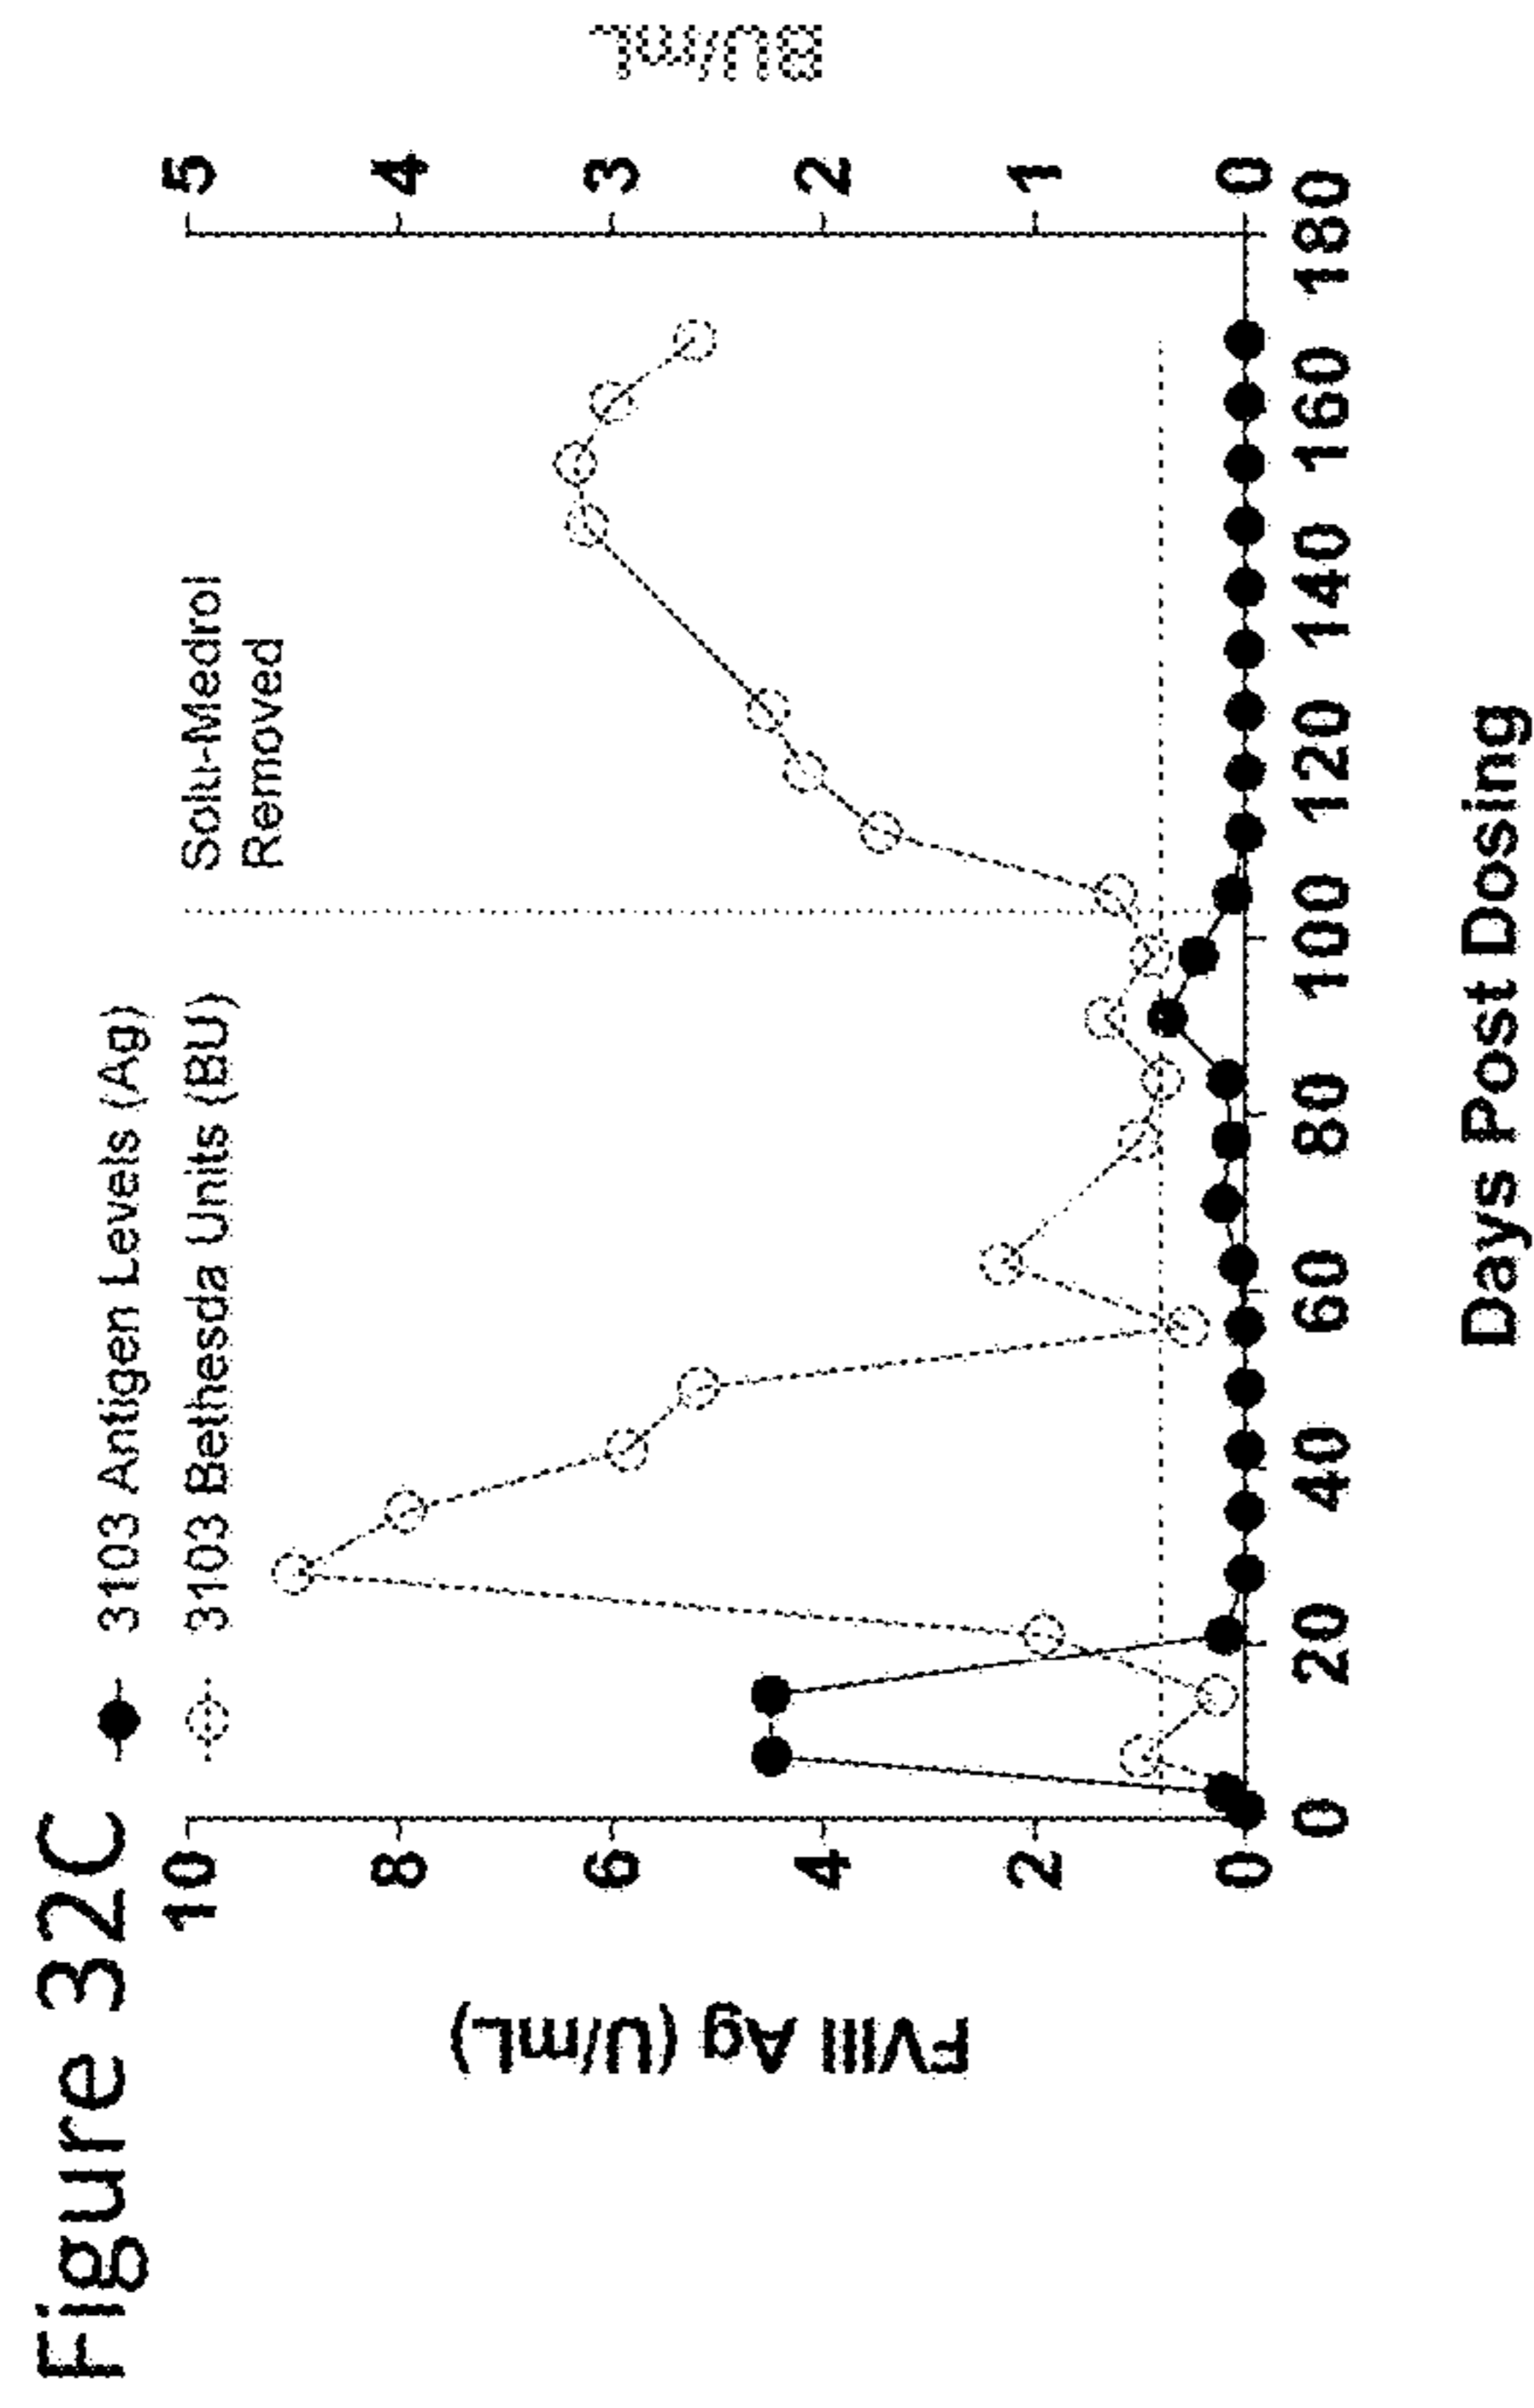 Figure 32C
3103 Antigen Levels (Ag)
3103 Bethesda Units (BU)
Solu-Medrol
Removed
FVIII Ag (U/mL)
10
8
6
4
2
0
BU/mL
5
4
3
2
1
0
0 20 40 60 80 100 120 140 160 180
Days Post Dosing